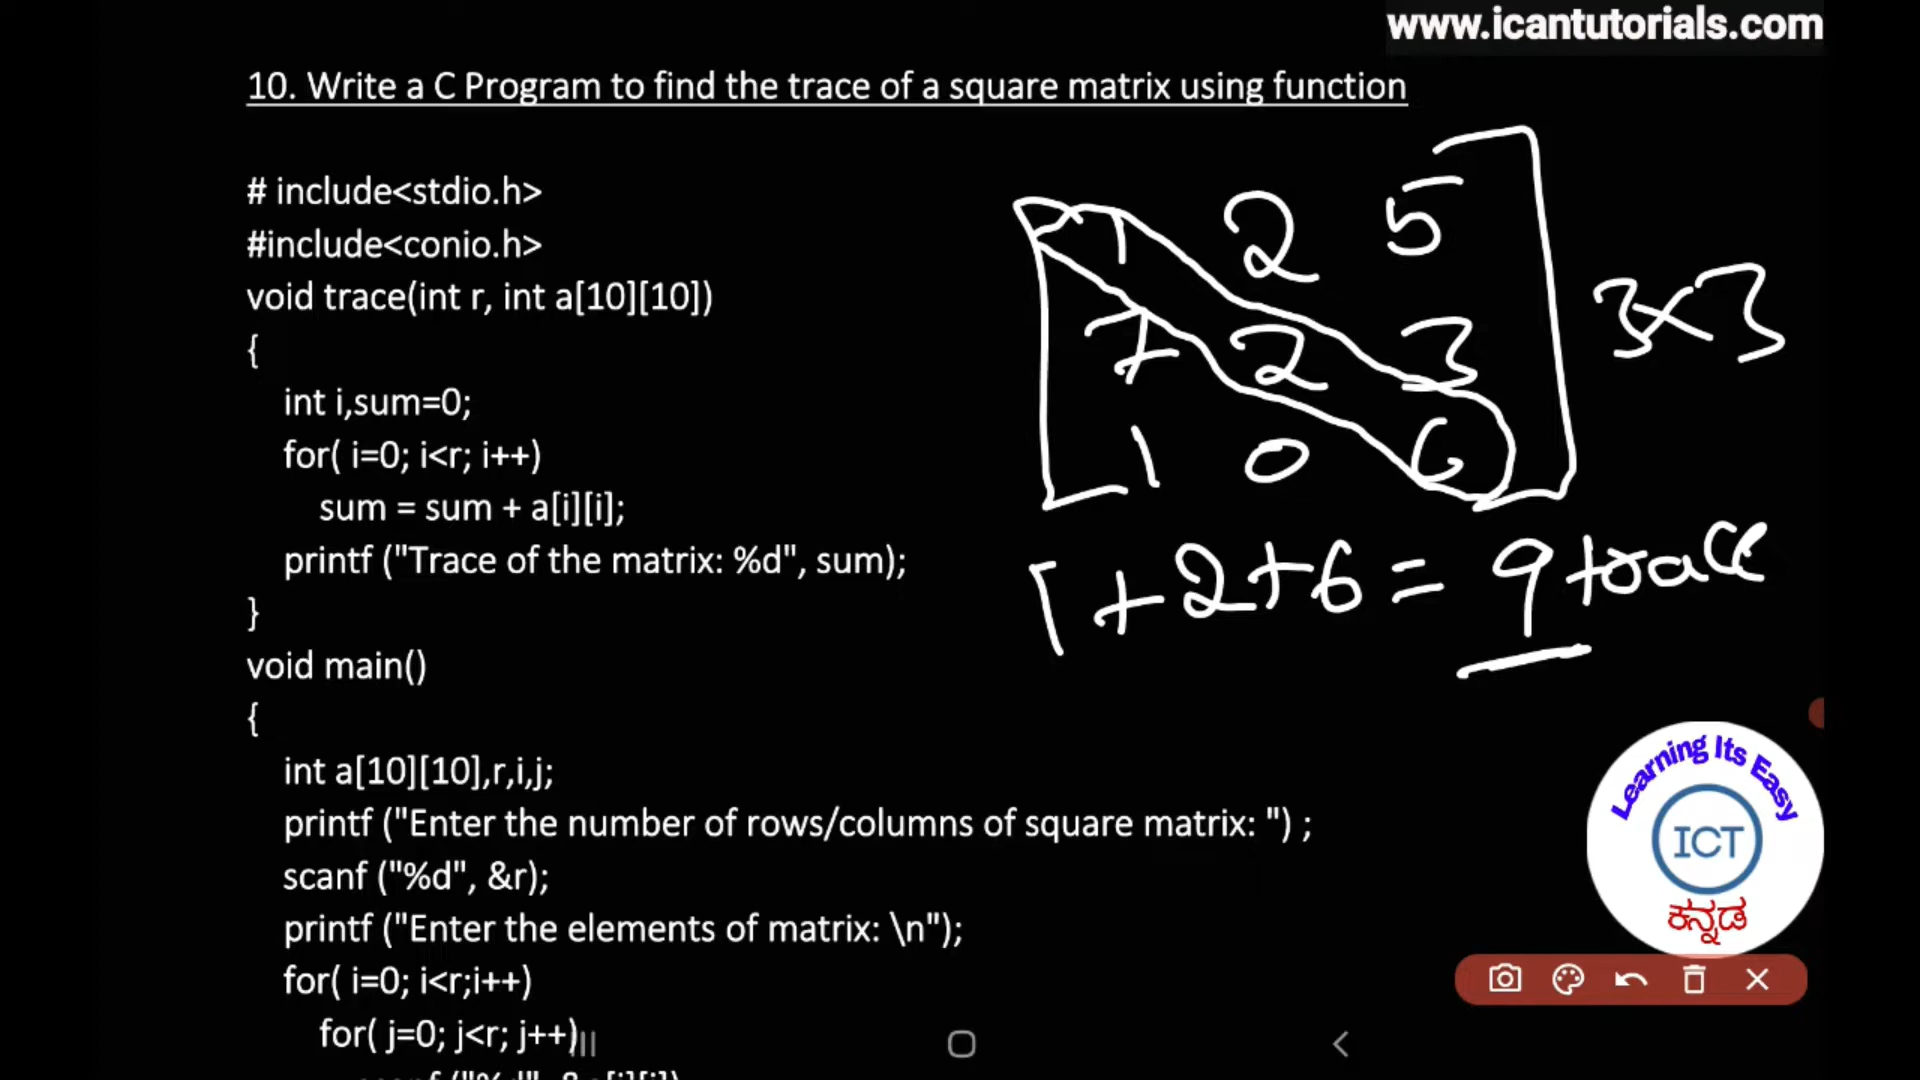 www.icantutorials.com
10. Write a C Program to find the trace of a square matrix using function
# include<stdio.h>
#include<conio.h>
void trace(int r, int a[10][10])
{
int i,sum=0;
for( i=0; i<r; i++)
sum = sum + a[i][i];
printf ("Trace of the matrix: %d", sum);
}
void main()
{
int a[10][10],r,i,j;
printf ("Enter the number of rows/columns of square matrix: ") ;
scanf ("%d", &r);
printf ("Enter the elements of matrix: \n");
for( i=0; i<r;i++)
for( j=0; j<r; j++)
1 2 5
7 2 3
1 0 6
3×3
1+2+6= 9 trace
Learning Its Easy
ICT
ಕನ್ನಡ